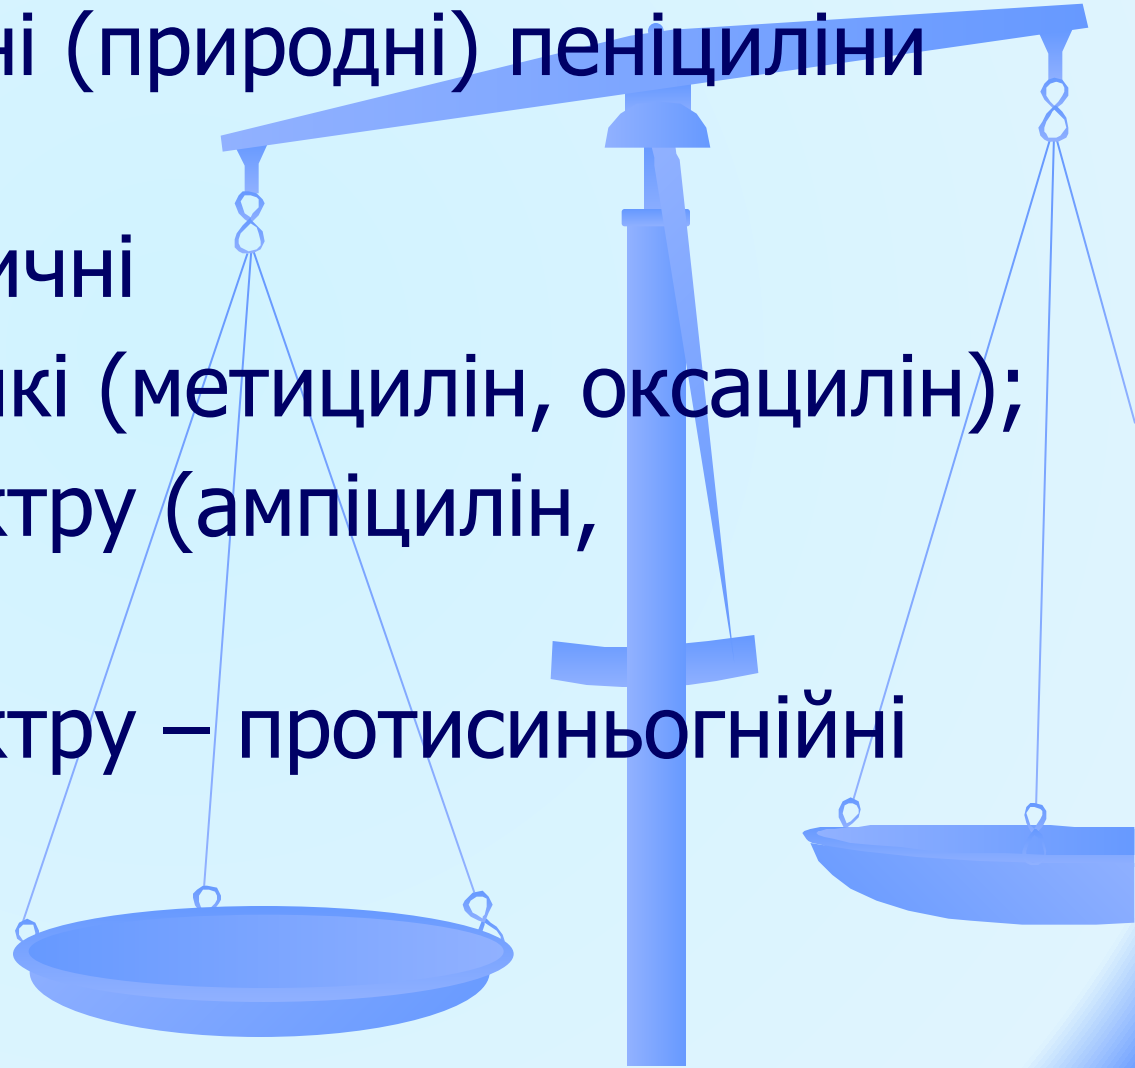 ні (природні) пеніциліни
ичні
кі (метицилін, оксацилін);
ктру (ампіцилін,
ктру – протисиньогнійні